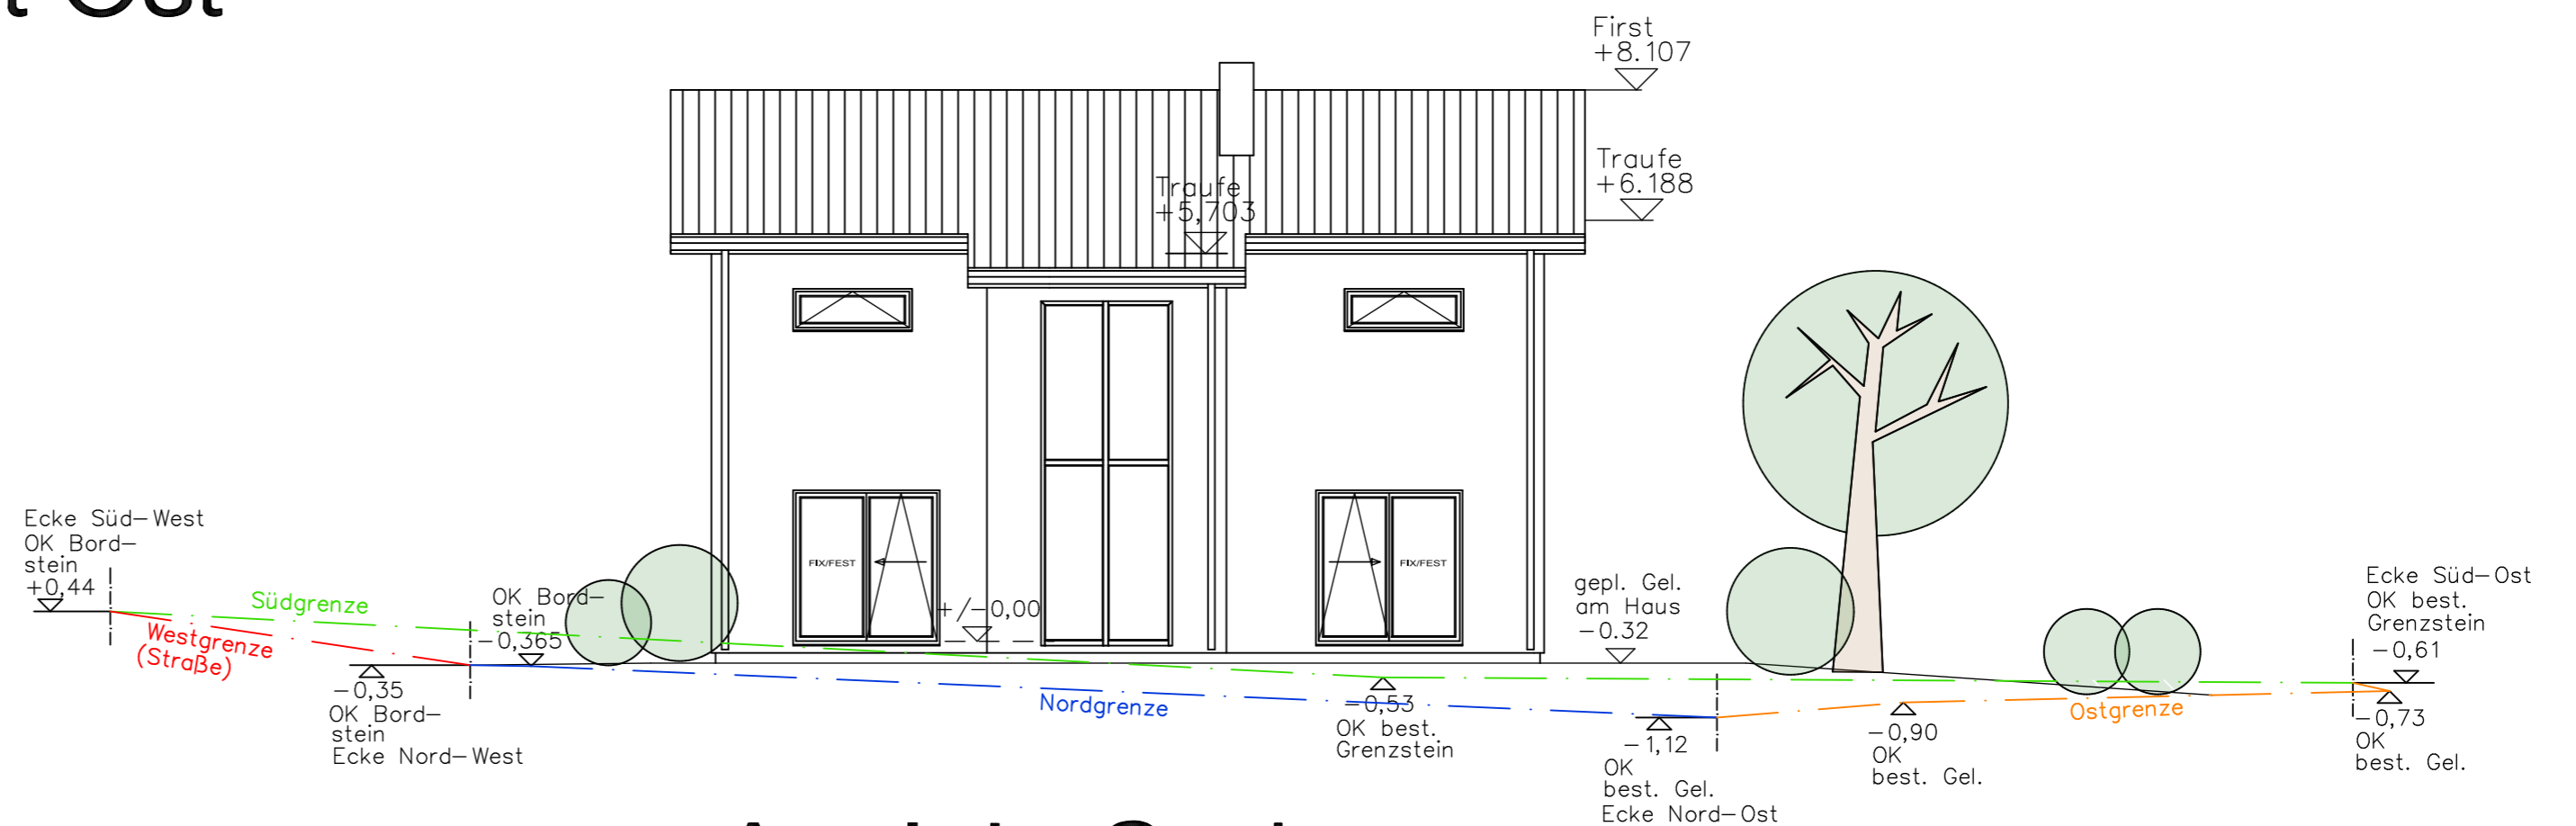 First
+8.107
Traufe
+6.188
Traufe
+5,703
FIX/FEST
FIX/FEST
Ecke Süd-West
OK Bord-
stein
+0,44
Südgrenze
Westgrenze
(Straße)
OK Bord-
stein
-0,365
+/-0,00
gepl. Gel.
am Haus
-0.32
Ecke Süd-Ost
OK best.
Grenzstein
-0,61
-0,35
OK Bord-
stein
Ecke Nord-West
Nordgrenze
-0,53
OK best.
Grenzstein
-1,12
OK
best. Gel.
Ecke Nord-Ost
-0,90
OK
best. Gel.
Ostgrenze
-0,73
OK
best. Gel.